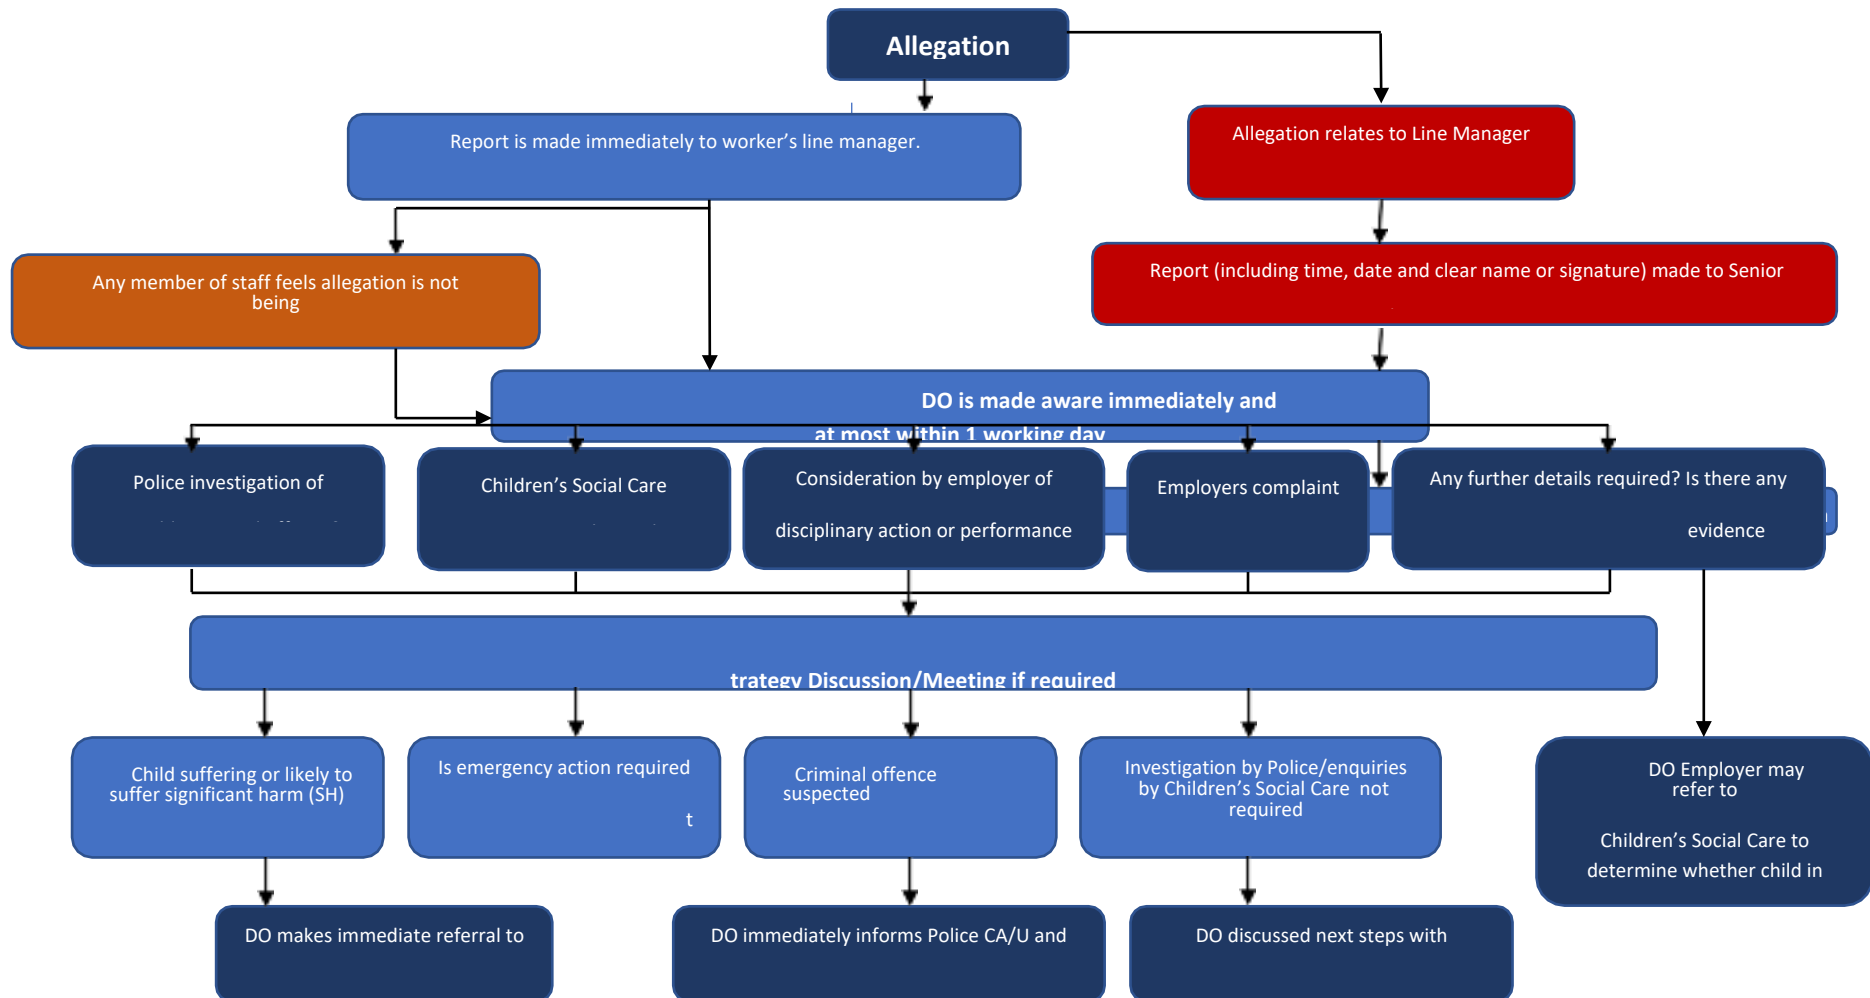 Allegation
Report is made immediately to worker's line manager.
Allegation relates to Line Manager
Any member of staff feels allegation is not
being
Report (including time, date and clear name or signature) made to Senior
DO is made aware immediately and
at most within 1 working day
Police investigation of
Children's Social Care
Consideration by employer of
disciplinary action or performance
Employers complaint
Any further details required? Is there any
evidence
trategy Discussion/Meeting if required
Child suffering or likely to
suffer significant harm (SH)
Is emergency action required
t
Criminal offence
suspected
Investigation by Police/enquiries
by Children's Social Care not
required
DO Employer may
refer to
Children's Social Care to
determine whether child in
DO makes immediate referral to
DO immediately informs Police CA/U and
DO discussed next steps with